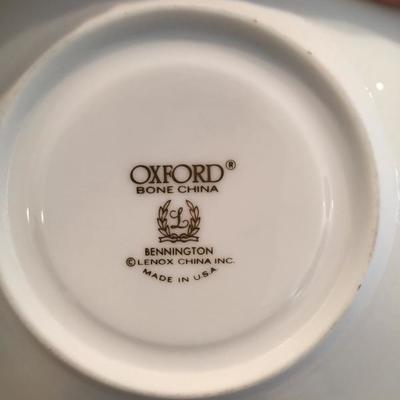 OXFORD®
BONE CHINA
L
BENNINGTON
© LENOX CHINA INC.
MADE IN U.S.A.